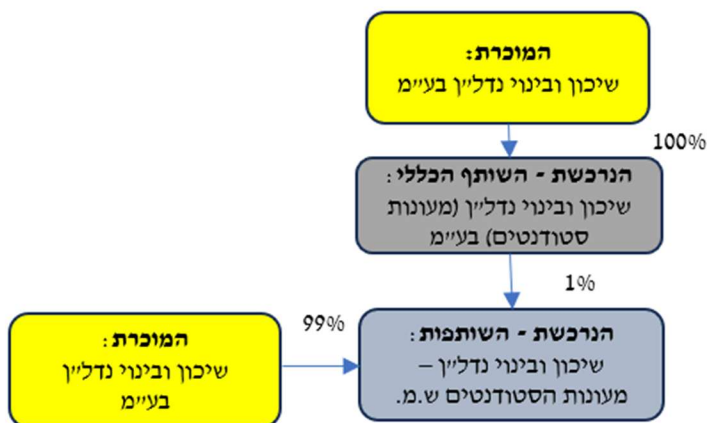 המוכרת:
שיכון ובינוי נדל״ן בע״מ
100%
הנרכשת - השותף הכללי:
שיכון ובינוי נדל״ן (מעונות
סטודנטים) בע״מ
1%
99%
הנרכשת - השותפות:
שיכון ובינוי נדל״ן –
מעונות הסטודנטים ש.מ.
המוכרת:
שיכון ובינוי נדל״ן
בע״מ